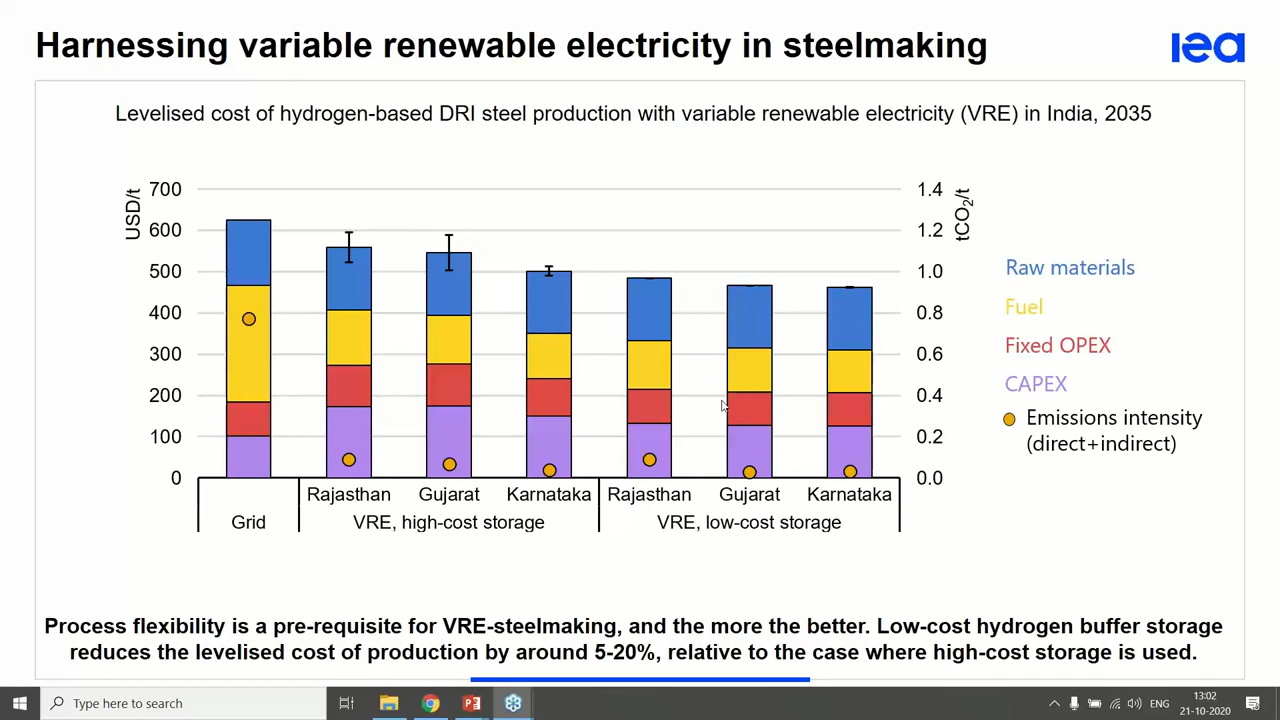 Harnessing variable renewable electricity in steelmaking
iea
Levelised cost of hydrogen-based DRI steel production with variable renewable electricity (VRE) in India, 2035
USD/t
700
600
500
400
300
200
100
0
1.4
1.2
1.0
0.8
0.6
0.4
0.2
0.0
tCO₂/t
Rajasthan Gujarat Karnataka Rajasthan Gujarat Karnataka
Grid VRE, high-cost storage VRE, low-cost storage
Raw materials
Fuel
Fixed OPEX
CAPEX
Emissions intensity
(direct+indirect)
Process flexibility is a pre-requisite for VRE-steelmaking, and the more the better. Low-cost hydrogen buffer storage
reduces the levelised cost of production by around 5-20%, relative to the case where high-cost storage is used.
Type here to search
ENG
13:02
21-10-2020